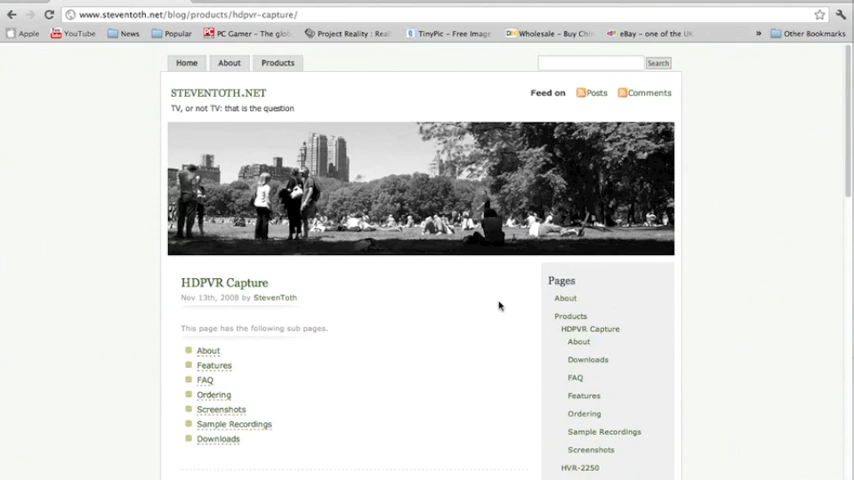 www.steventoth.net/blog/products/hdpvr-capture/
Apple YouTube News Popular PC Gamer – The glob Project Reality : Real TinyPic – Free Image Wholesale – Buy Chin eBay – one of the UK » Other Bookmarks
Home About Products Search
STEVENTOTH.NET
TV, or not TV: that is the question
Feed on Posts Comments
HDPVR Capture
Nov 13th, 2008 by StevenToth
This page has the following sub pages.
About
Features
FAQ
Ordering
Screenshots
Sample Recordings
Downloads
Pages
About
Products
HDPVR Capture
About
Downloads
FAQ
Features
Ordering
Sample Recordings
Screenshots
HVR-2250